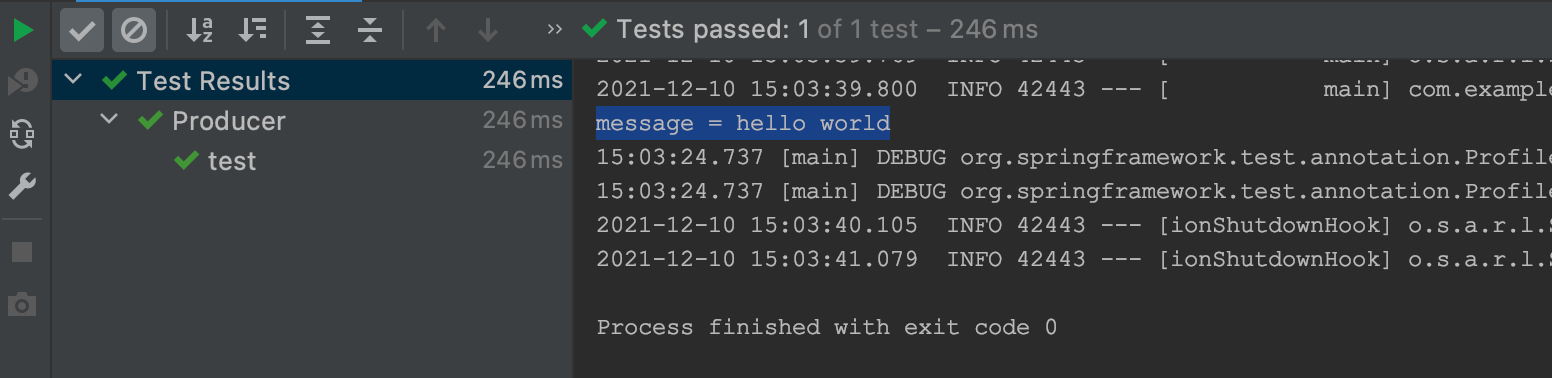 Tests passed: 1 of 1 test – 246 ms
Test Results 246 ms
Producer 246 ms
test 246 ms
2021-12-10 15:03:39.800  INFO 42443 --- [           main] com.example
message = hello world
15:03:24.737 [main] DEBUG org.springframework.test.annotation.Profile
15:03:24.737 [main] DEBUG org.springframework.test.annotation.Profile
2021-12-10 15:03:40.105  INFO 42443 --- [ionShutdownHook] o.s.a.r.l.
2021-12-10 15:03:41.079  INFO 42443 --- [ionShutdownHook] o.s.a.r.l.
Process finished with exit code 0